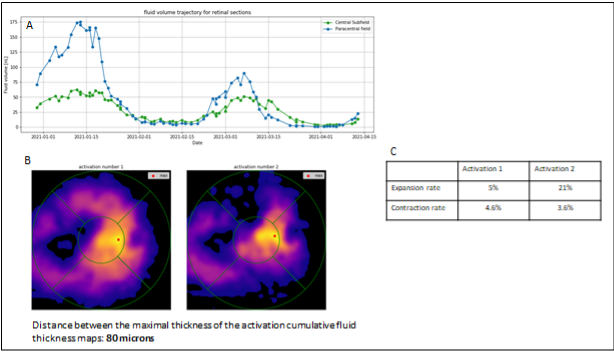 A
fluid volume trajectory for retinal sections
Central Subfield
Paracentral field
Fluid volume [nL]
175
150
125
100
75
50
25
0
2021-01-01 2021-01-15 2021-02-01 2021-02-15 2021-03-01 2021-03-15 2021-04-01 2021-04-15
Date
B
activation number 1 activation number 2
max max
C
Activation 1 Activation 2
Expansion rate 5% 21%
Contraction rate 4.6% 3.6%
Distance between the maximal thickness of the activation cumulative fluid
thickness maps: 80 microns